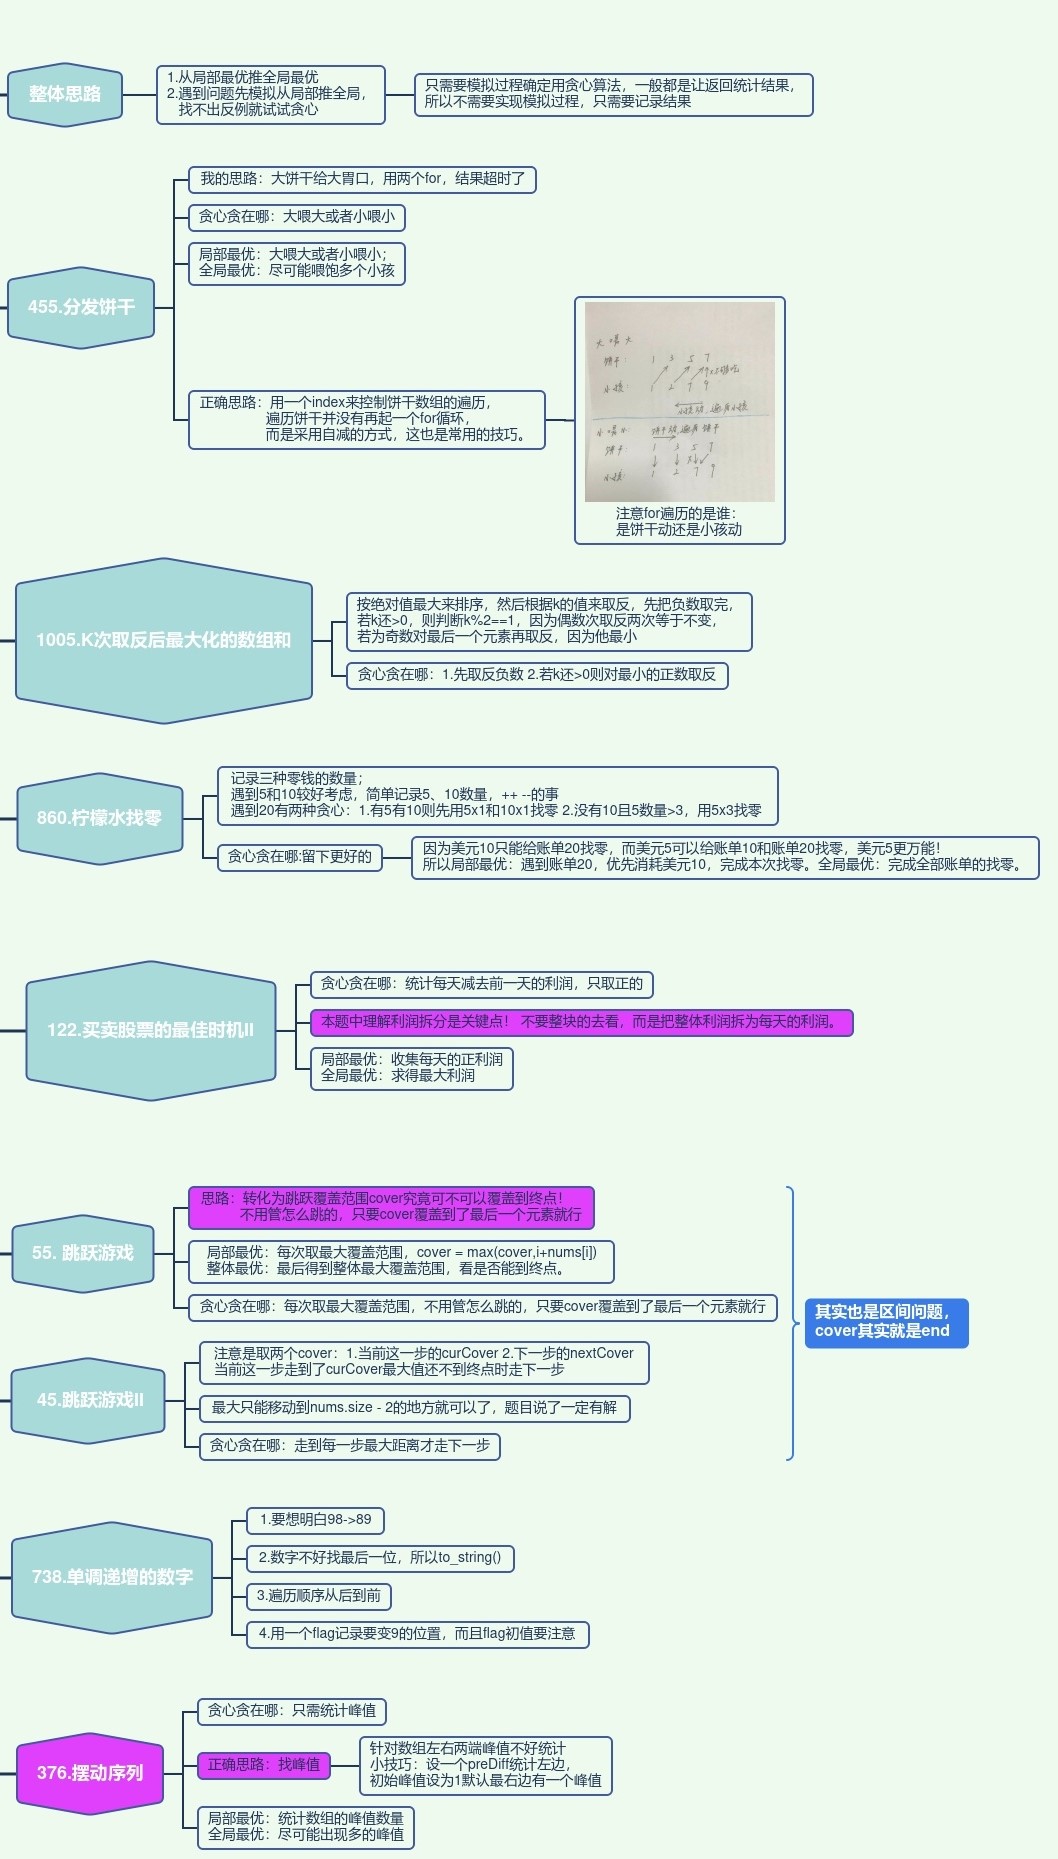 整体思路
1.从局部最优推全局最优
2.遇到问题先模拟从局部推全局，
找不出反例就试试贪心
只需要模拟过程确定用贪心算法，一般都是让返回统计结果，
所以不需要实现模拟过程，只需要记录结果
455.分发饼干
我的思路：大饼干给大胃口，用两个for，结果超时了
贪心贪在哪：大喂大或者小喂小
局部最优：大喂大或者小喂小；
全局最优：尽可能喂饱多个小孩
正确思路：用一个index来控制饼干数组的遍历，
遍历饼干并没有再起一个for循环，
而是采用自减的方式，这也是常用的技巧。
大喂大
饼干： 1 3 5 7
小孩： 1 2 7 9
小喂小
饼干： 1 3 5 7
小孩： 1 2 7 9
注意for遍历的是谁：
是饼干动还是小孩动
1005.K次取反后最大化的数组和
按绝对值最大来排序，然后根据k的值来取反，先把负数取完，
若k还>0，则判断k%2==1，因为偶数次取反两次等于不变，
若为奇数对最后一个元素再取反，因为他最小
贪心贪在哪：1.先取反负数 2.若k还>0则对最小的正数取反
860.柠檬水找零
记录三种零钱的数量；
遇到5和10较好考虑，简单记录5、10数量，++ --的事
遇到20有两种贪心：1.有5有10则先用5x1和10x1找零 2.没有10且5数量>3，用5x3找零
贪心贪在哪:留下更好的
因为美元10只能给账单20找零，而美元5可以给账单10和账单20找零，美元5更万能！
所以局部最优：遇到账单20，优先消耗美元10，完成本次找零。全局最优：完成全部账单的找零。
122.买卖股票的最佳时机II
贪心贪在哪：统计每天减去前一天的利润，只取正的
本题中理解利润拆分是关键点！ 不要整块的去看，而是把整体利润拆为每天的利润。
局部最优：收集每天的正利润
全局最优：求得最大利润
55. 跳跃游戏
思路：转化为跳跃覆盖范围cover究竟可不可以覆盖到终点！
不用管怎么跳的，只要cover覆盖到了最后一个元素就行
局部最优：每次取最大覆盖范围，cover = max(cover,i+nums[i])
整体最优：最后得到整体最大覆盖范围，看是否能到终点。
贪心贪在哪：每次取最大覆盖范围，不用管怎么跳的，只要cover覆盖到了最后一个元素就行
其实也是区间问题，
cover其实就是end
45.跳跃游戏II
注意是取两个cover：1.当前这一步的curCover 2.下一步的nextCover
当前这一步走到了curCover最大值还不到终点时走下一步
最大只能移动到nums.size - 2的地方就可以了，题目说了一定有解
贪心贪在哪：走到每一步最大距离才走下一步
738.单调递增的数字
1.要想明白98->89
2.数字不好找最后一位，所以to_string()
3.遍历顺序从后到前
4.用一个flag记录要变9的位置，而且flag初值要注意
376.摆动序列
贪心贪在哪：只需统计峰值
正确思路：找峰值
针对数组左右两端峰值不好统计
小技巧：设一个preDiff统计左边，
初始峰值设为1默认最右边有一个峰值
局部最优：统计数组的峰值数量
全局最优：尽可能出现多的峰值